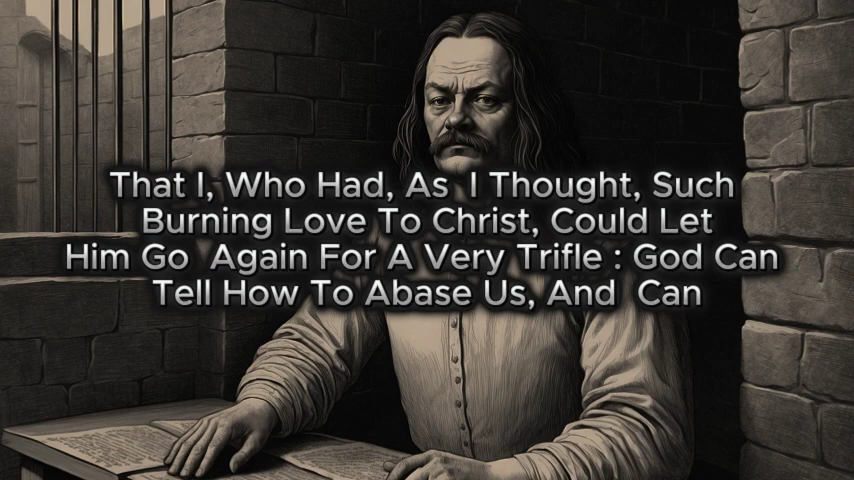 That I, Who Had, As  I Thought, Such
Burning Love To Christ, Could Let
Him Go  Again For A Very Trifle : God Can
Tell How To Abase Us, And  Can